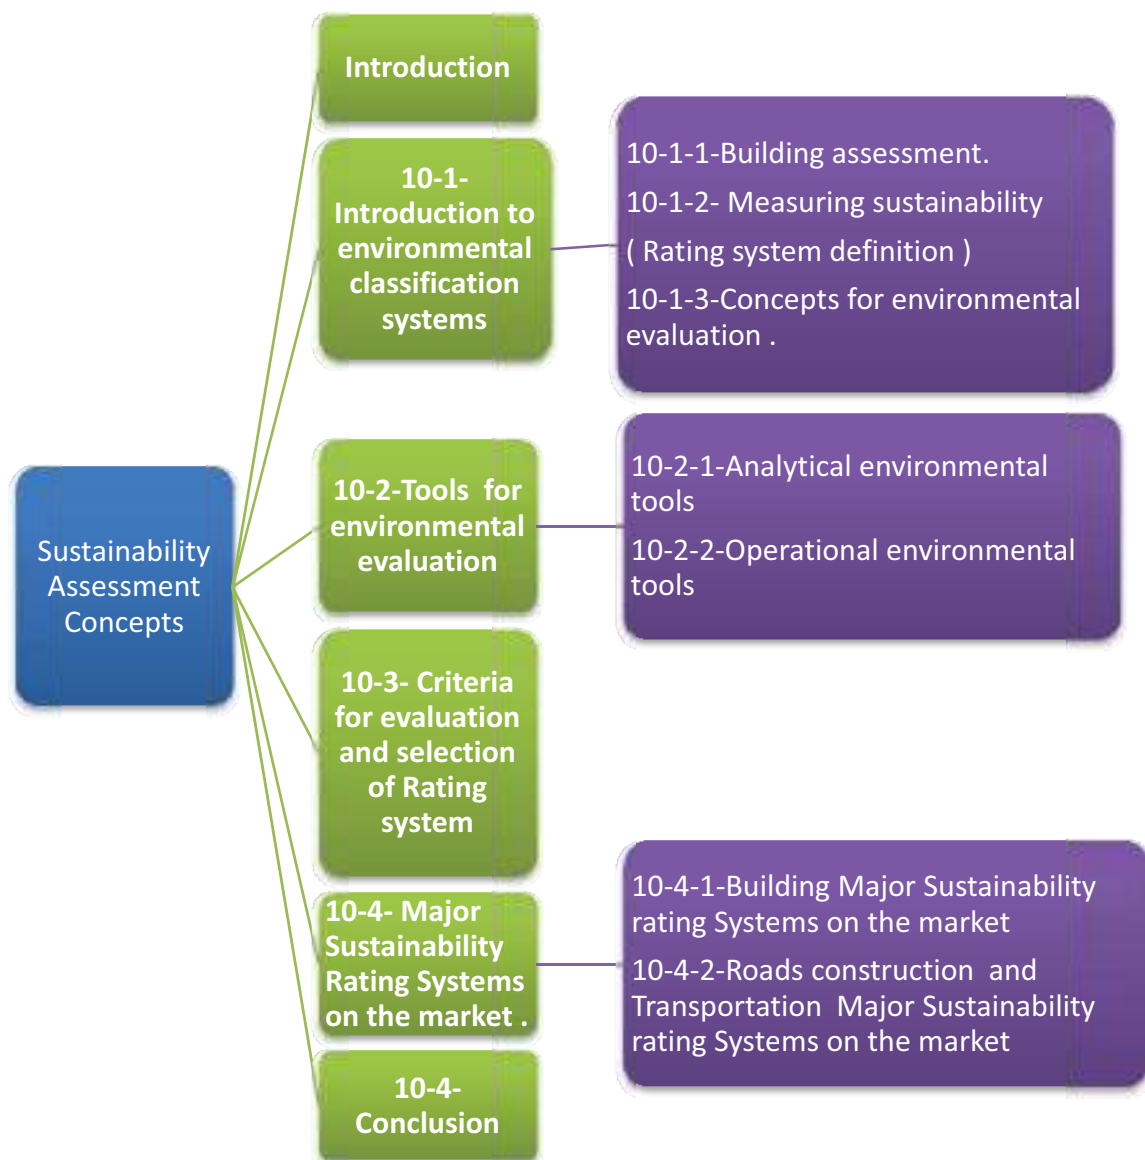 Introduction
10-1-
Introduction to
environmental
classification
systems
10-1-1-Building assessment.
10-1-2- Measuring sustainability
( Rating system definition )
10-1-3-Concepts for environmental
evaluation .
Sustainability
Assessment
Concepts
10-2-Tools for
environmental
evaluation
10-2-1-Analytical environmental
tools
10-2-2-Operational environmental
tools
10-3- Criteria
for evaluation
and selection
of Rating
system
10-4- Major
Sustainability
Rating Systems
on the market .
10-4-1-Building Major Sustainability
rating Systems on the market
10-4-2-Roads construction and
Transportation Major Sustainability
rating Systems on the market
10-4-
Conclusion